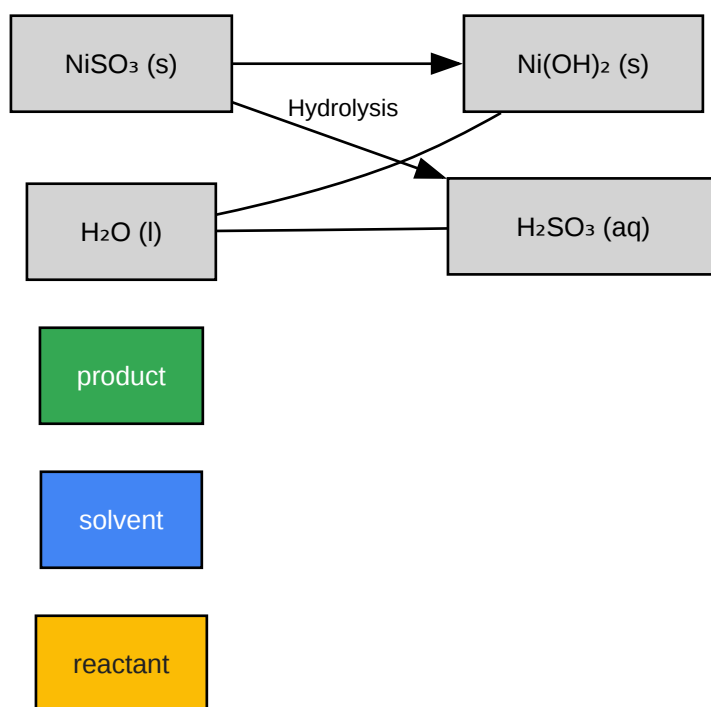 NiSO₃ (s)
Ni(OH)₂ (s)
Hydrolysis
H₂O (l)
H₂SO₃ (aq)
product
solvent
reactant